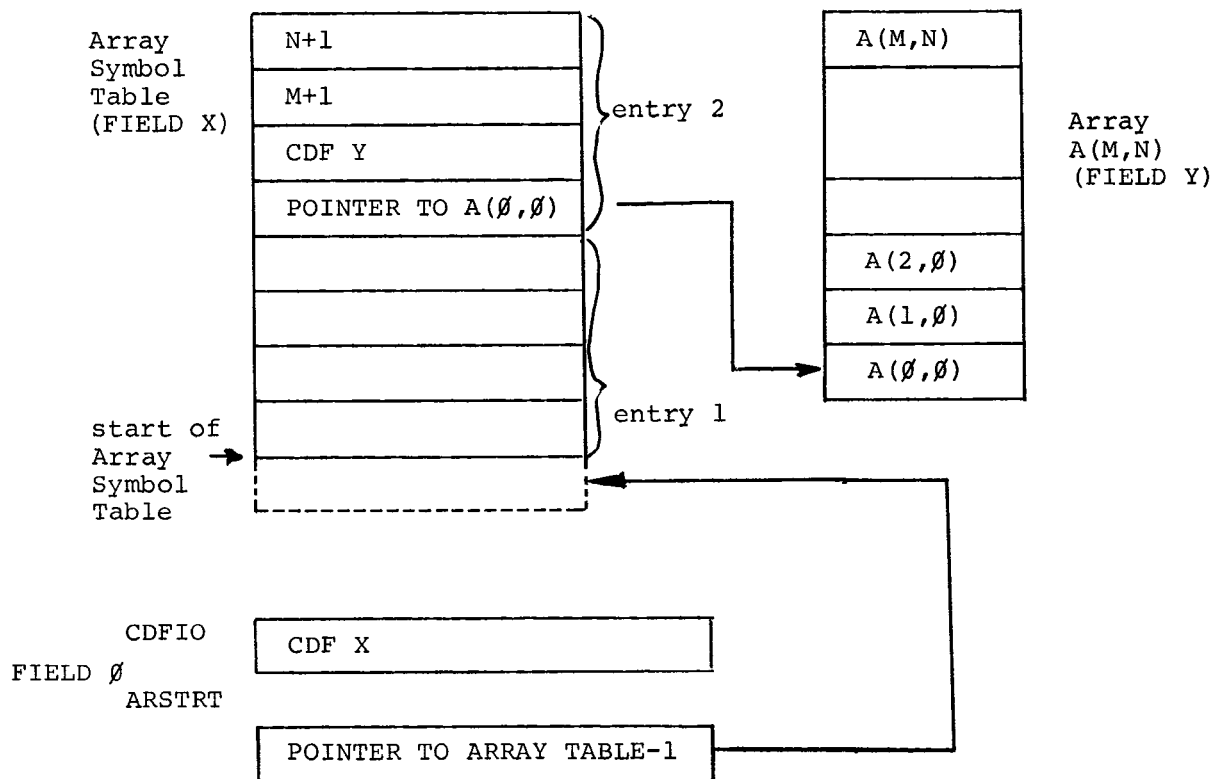 Array
Symbol
Table
(FIELD X)
N+1
M+1
CDF Y
POINTER TO A(Ø,Ø)
entry 2
entry 1
start of
Array
Symbol
Table
A(M,N)
A(2,Ø)
A(1,Ø)
A(Ø,Ø)
Array
A(M,N)
(FIELD Y)
CDFIO
CDF X
FIELD Ø
ARSTRT
POINTER TO ARRAY TABLE-1